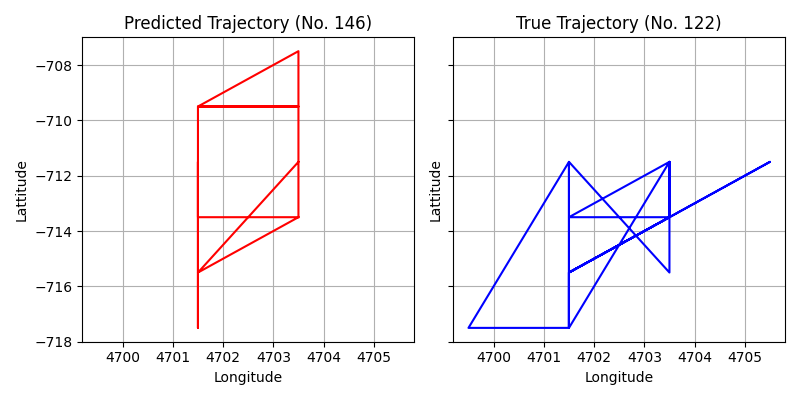 Predicted Trajectory (No. 146)
True Trajectory (No. 122)
−708
−710
−712
−714
−716
−718
Lattitude
Lattitude
4700 4701 4702 4703 4704 4705
4700 4701 4702 4703 4704 4705
Longitude
Longitude